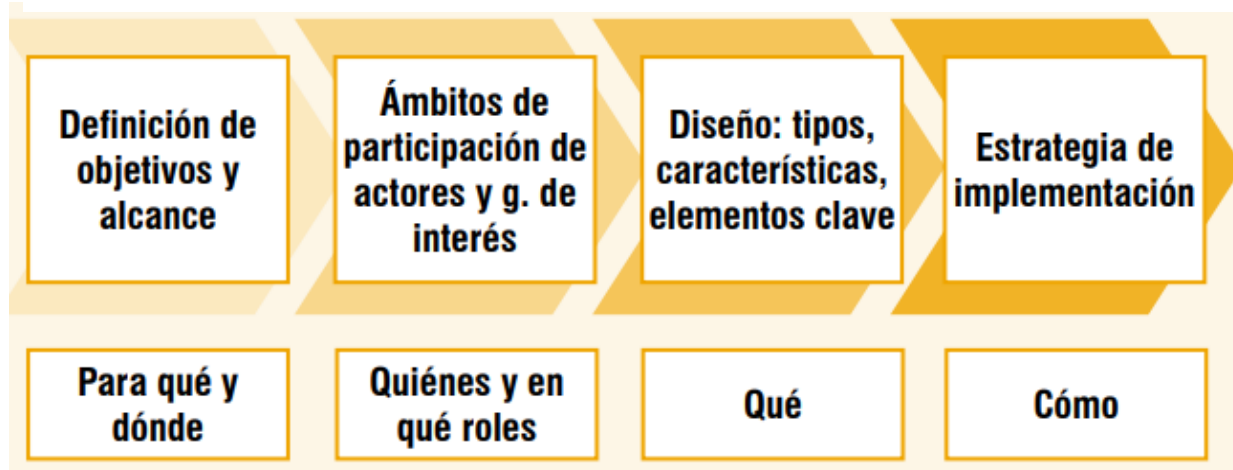 Definición de
objetivos y
alcance
Ámbitos de
participación de
actores y g. de
interés
Diseño: tipos,
características,
elementos clave
Estrategia de
implementación
Para qué y
dónde
Quiénes y en
qué roles
Qué
Cómo